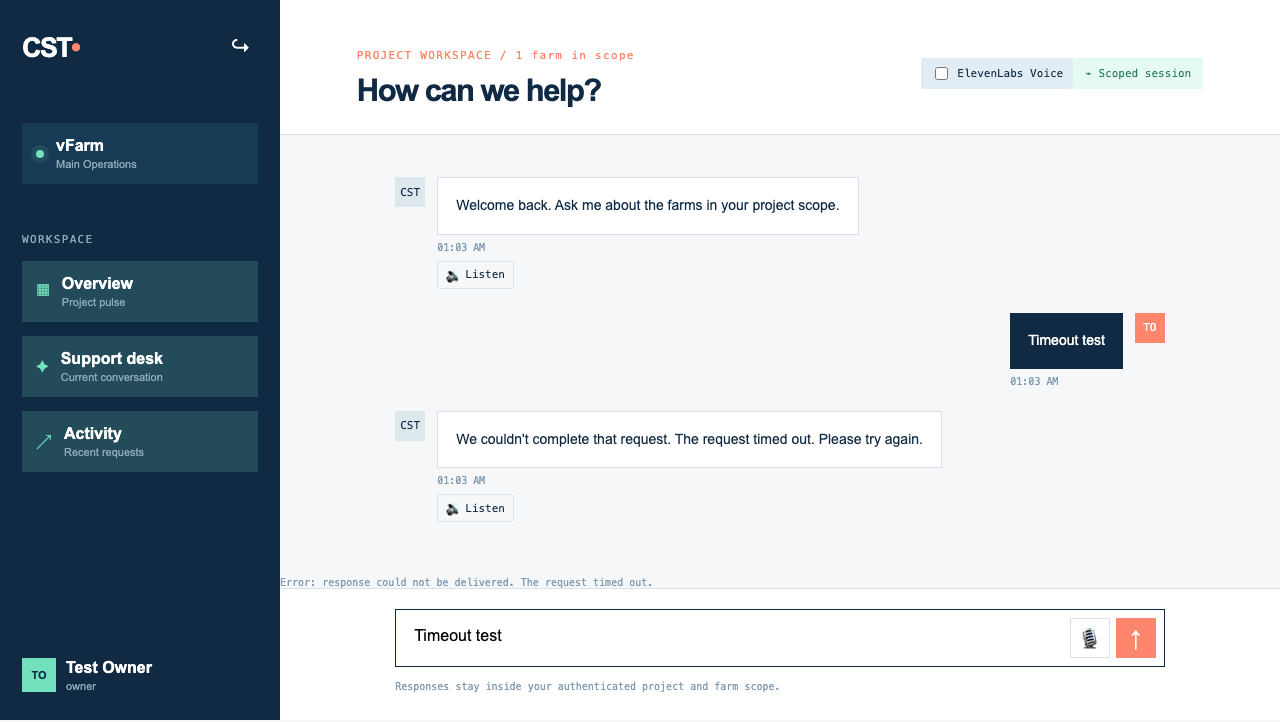 CST
vFarm
Main Operations
WORKSPACE
Overview
Project pulse
Support desk
Current conversation
Activity
Recent requests
TO
Test Owner
owner
PROJECT WORKSPACE / 1 farm in scope
How can we help?
ElevenLabs Voice
Scoped session
CST
Welcome back. Ask me about the farms in your project scope.
01:03 AM
Listen
Timeout test
TO
01:03 AM
CST
We couldn't complete that request. The request timed out. Please try again.
01:03 AM
Listen
Error: response could not be delivered. The request timed out.
Timeout test
Responses stay inside your authenticated project and farm scope.